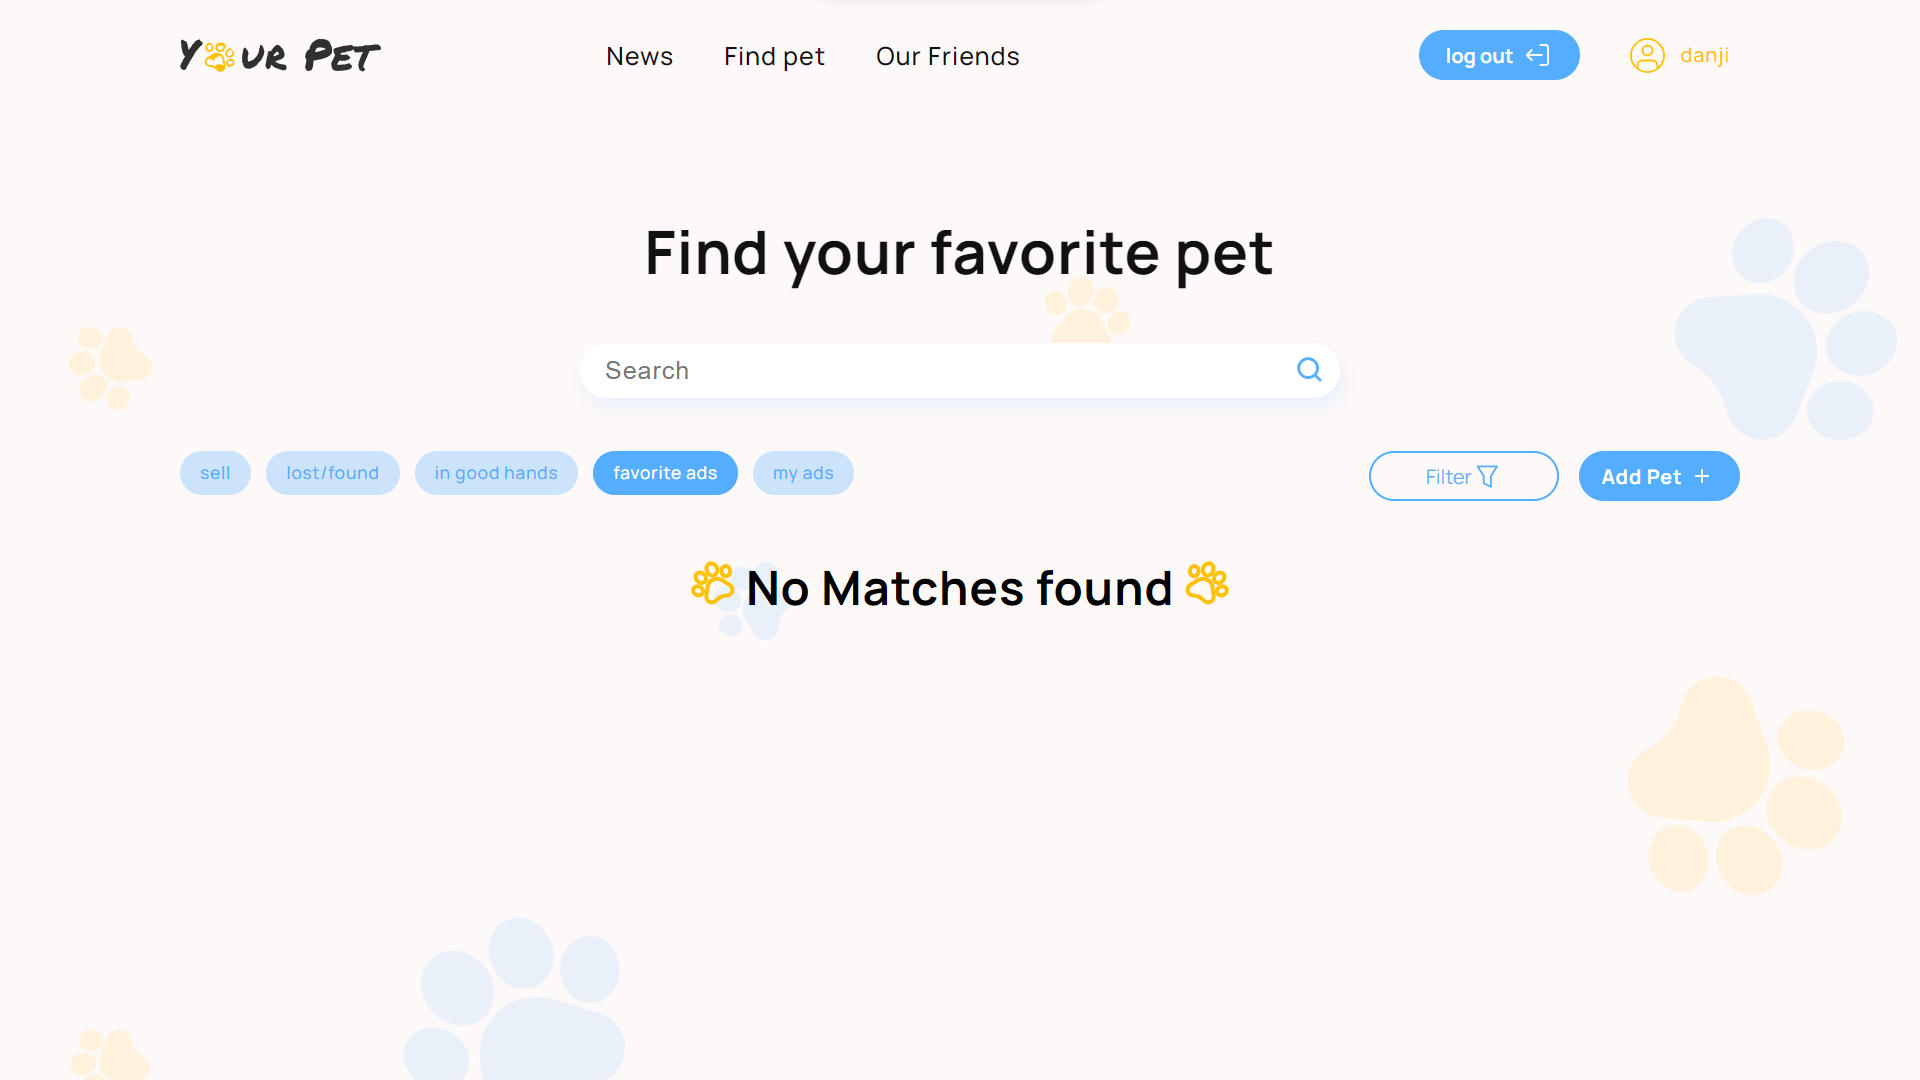 Your Pet
News
Find pet
Our Friends
log out
danji
Find your favorite pet
Search
sell
lost/found
in good hands
favorite ads
my ads
Filter
Add Pet +
No Matches found